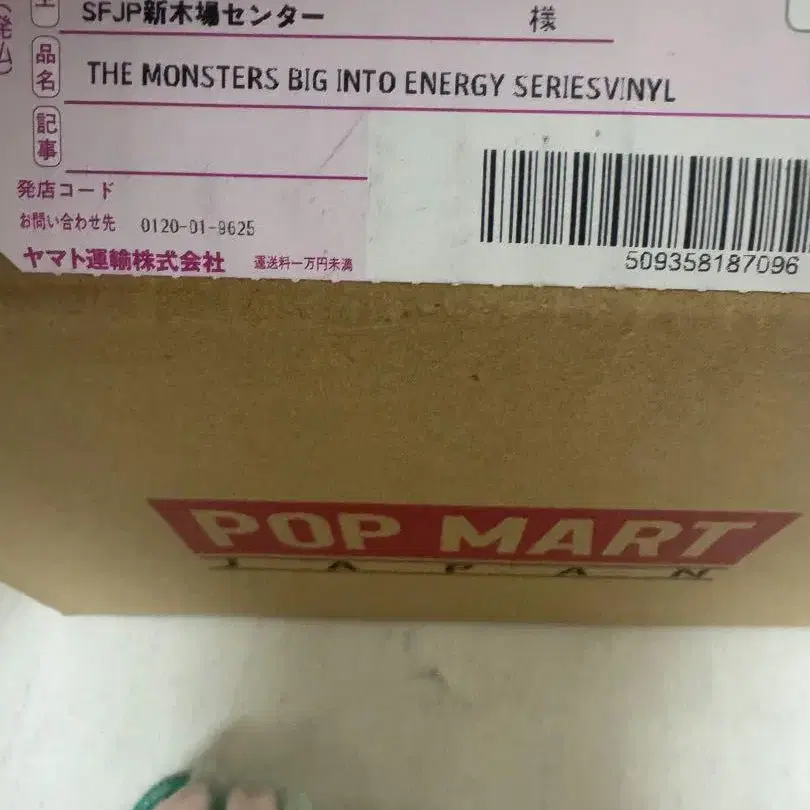 SFJP新木場センター 様
品名 THE MONSTERS BIG INTO ENERGY SERIESVINYL
記事
発店コード
お問い合わせ先 0120-01-9625
ヤマト運輸株式会社 運送料一万円未満
509358187096
POP MART
JAPAN